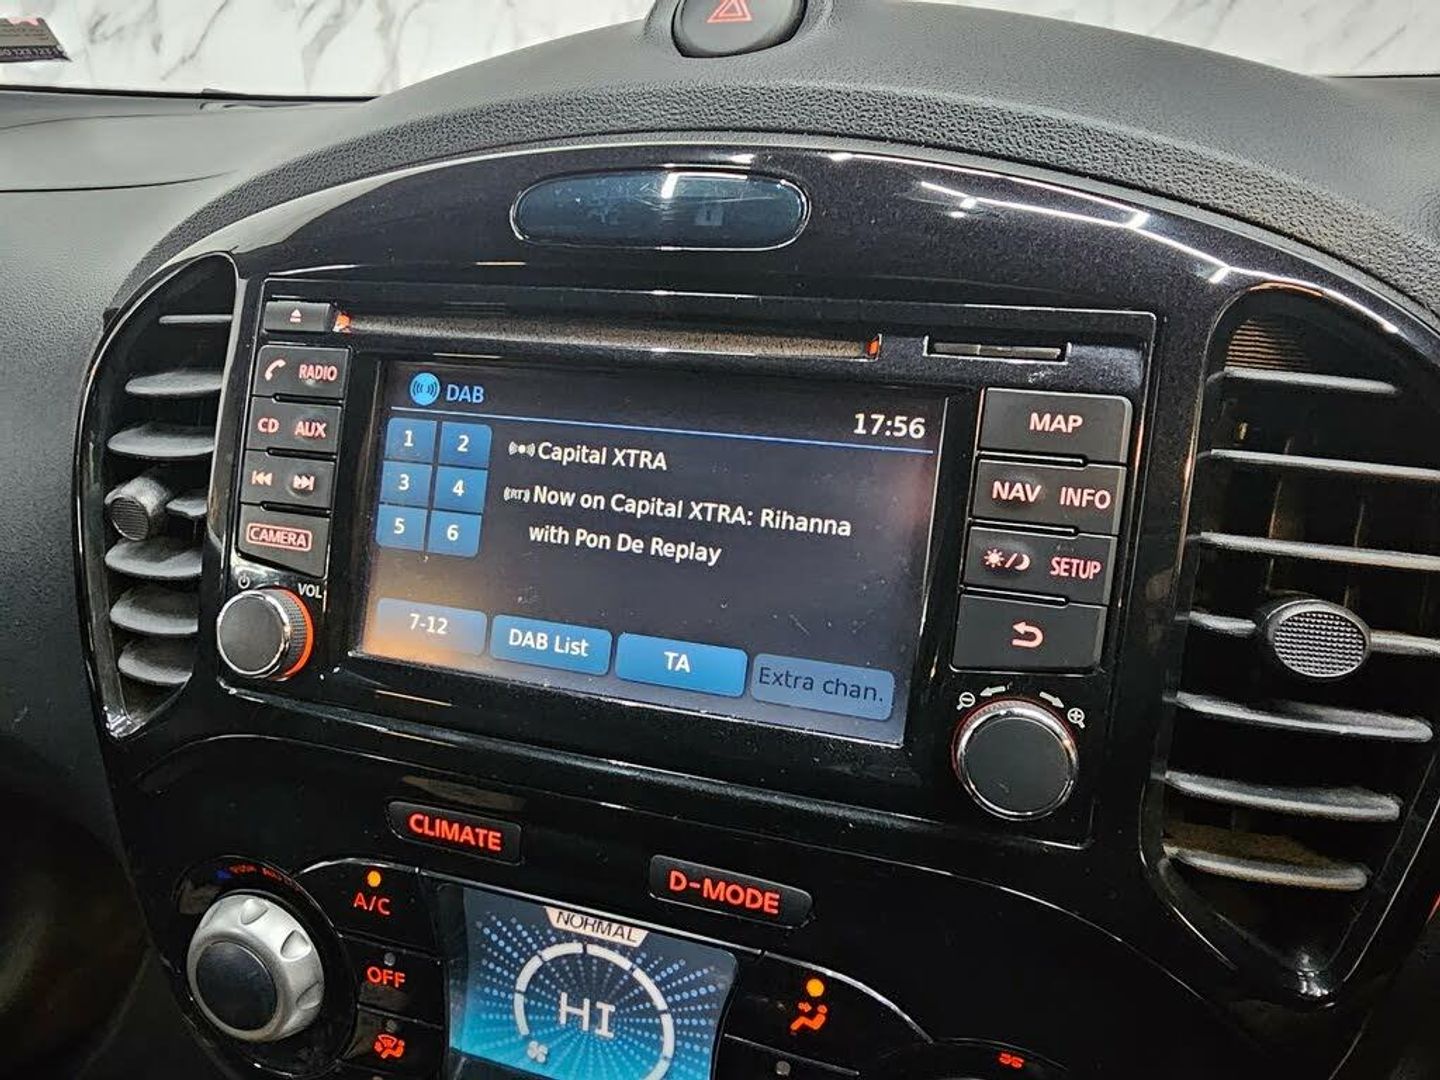 RADIO
CD AUX
CAMERA
VOL
DAB
17:56
1 2
3 4
5 6
Capital XTRA
Now on Capital XTRA: Rihanna
with Pon De Replay
7-12 DAB List TA Extra chan.
MAP
NAV INFO
SETUP
CLIMATE
D-MODE
A/C
OFF
NORMAL
HI